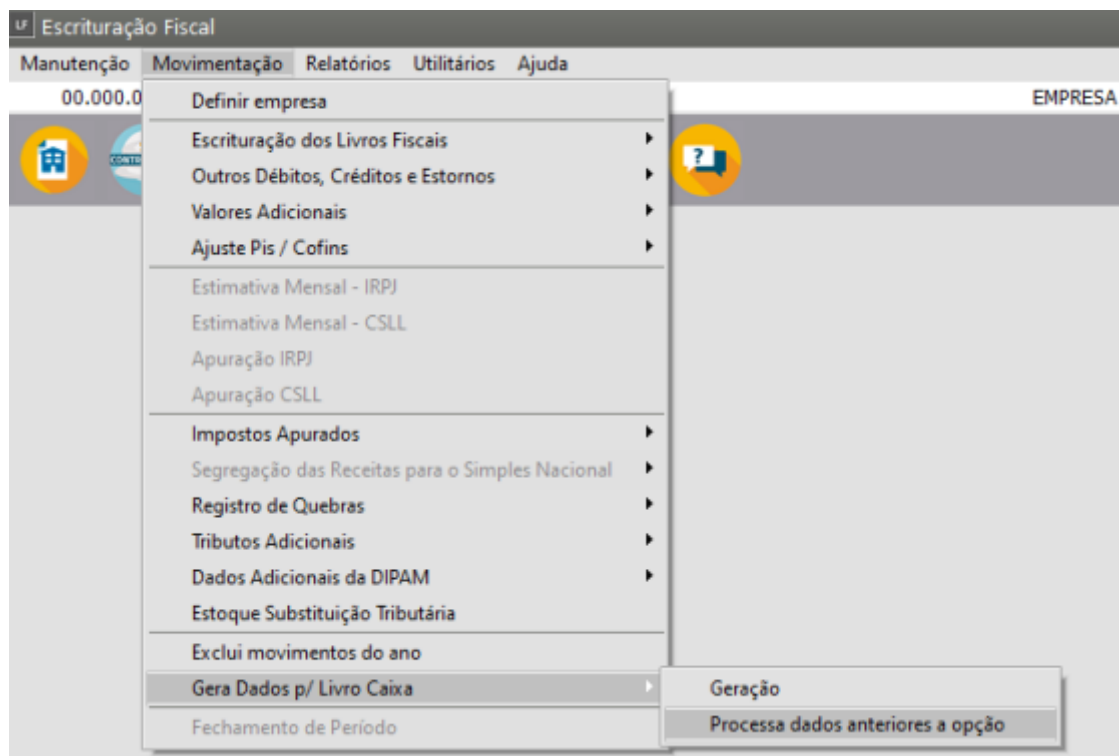 LF Escrituração Fiscal
Manutenção Movimentação Relatórios Utilitários Ajuda
00.000.0 EMPRESA
Definir empresa
Escrituração dos Livros Fiscais
Outros Débitos, Créditos e Estornos
?
Valores Adicionais
Ajuste Pis / Cofins
Estimativa Mensal - IRPJ
Estimativa Mensal - CSLL
Apuração IRPJ
Apuração CSLL
Impostos Apurados
Segregação das Receitas para o Simples Nacional
Registro de Quebras
Tributos Adicionais
Dados Adicionais da DIPAM
Estoque Substituição Tributária
Exclui movimentos do ano
Gera Dados p/ Livro Caixa
Geração
Processa dados anteriores a opção
Fechamento de Período